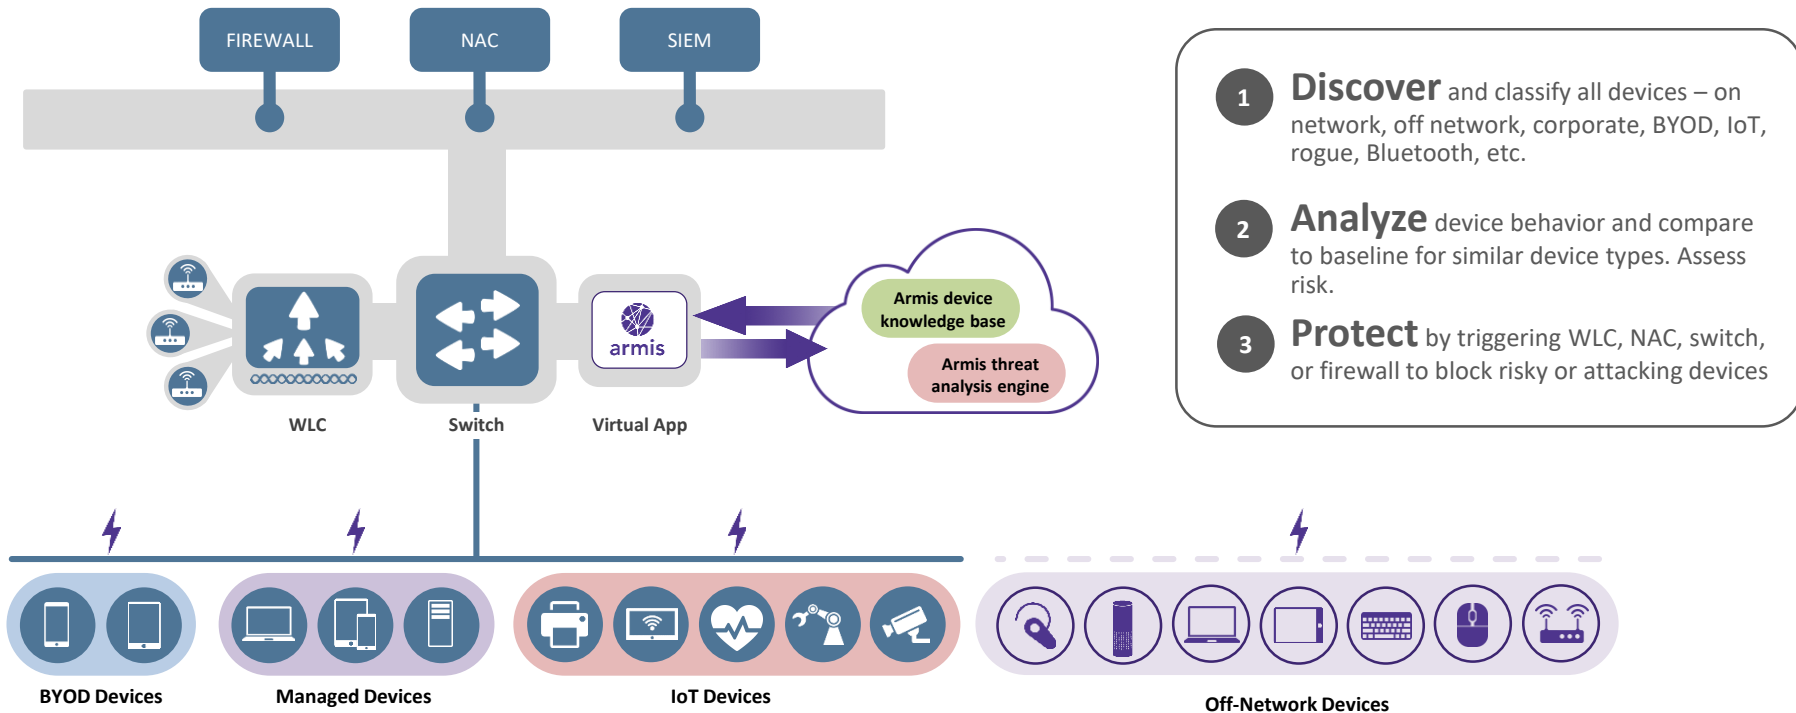 FIREWALL
NAC
SIEM
1
Discover and classify all devices – on
network, off network, corporate, BYOD, IoT,
rogue, Bluetooth, etc.
2
Analyze device behavior and compare
to baseline for similar device types. Assess
risk.
3
Protect by triggering WLC, NAC, switch,
or firewall to block risky or attacking devices
armis
Armis device
knowledge base
Armis threat
analysis engine
WLC
Switch
Virtual App
BYOD Devices
Managed Devices
IoT Devices
Off-Network Devices